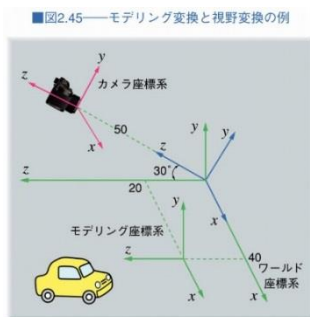 ■図2.45——モデリング変換と視野変換の例
y
z
カメラ座標系
x
50
y
z
y
30°
z
20
x
y
モデリング座標系
z
40
ワールド
座標系
x
x